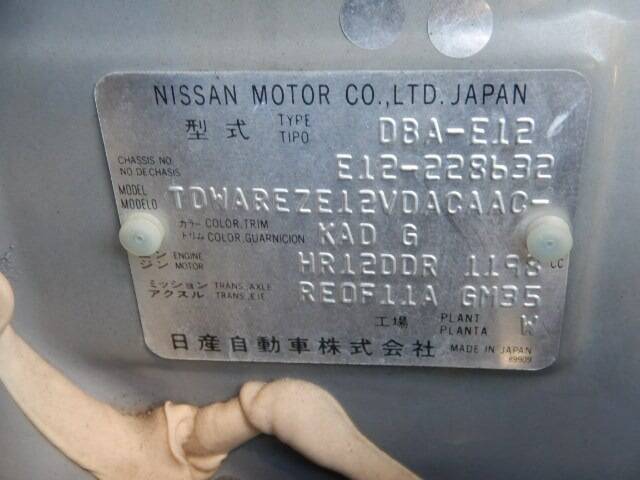 NISSAN MOTOR CO.,LTD. JAPAN
型式 TYPE TIPO DBA-E12
CHASSIS NO. NO DE CHASIS E12-228632
MODEL MODELO TDWAREZE12VDACAAC-
カラー COLOR,TRIM
トリム COLOR,GUARNICION KAD G
エンジン ENGINE MOTOR HR12DDR 1198 CC
ミッション TRANS. AXLE
アクスル TRANS. EJE RE0F11A GM35
工場 PLANT PLANTA W
日産自動車株式会社 MADE IN JAPAN
89909